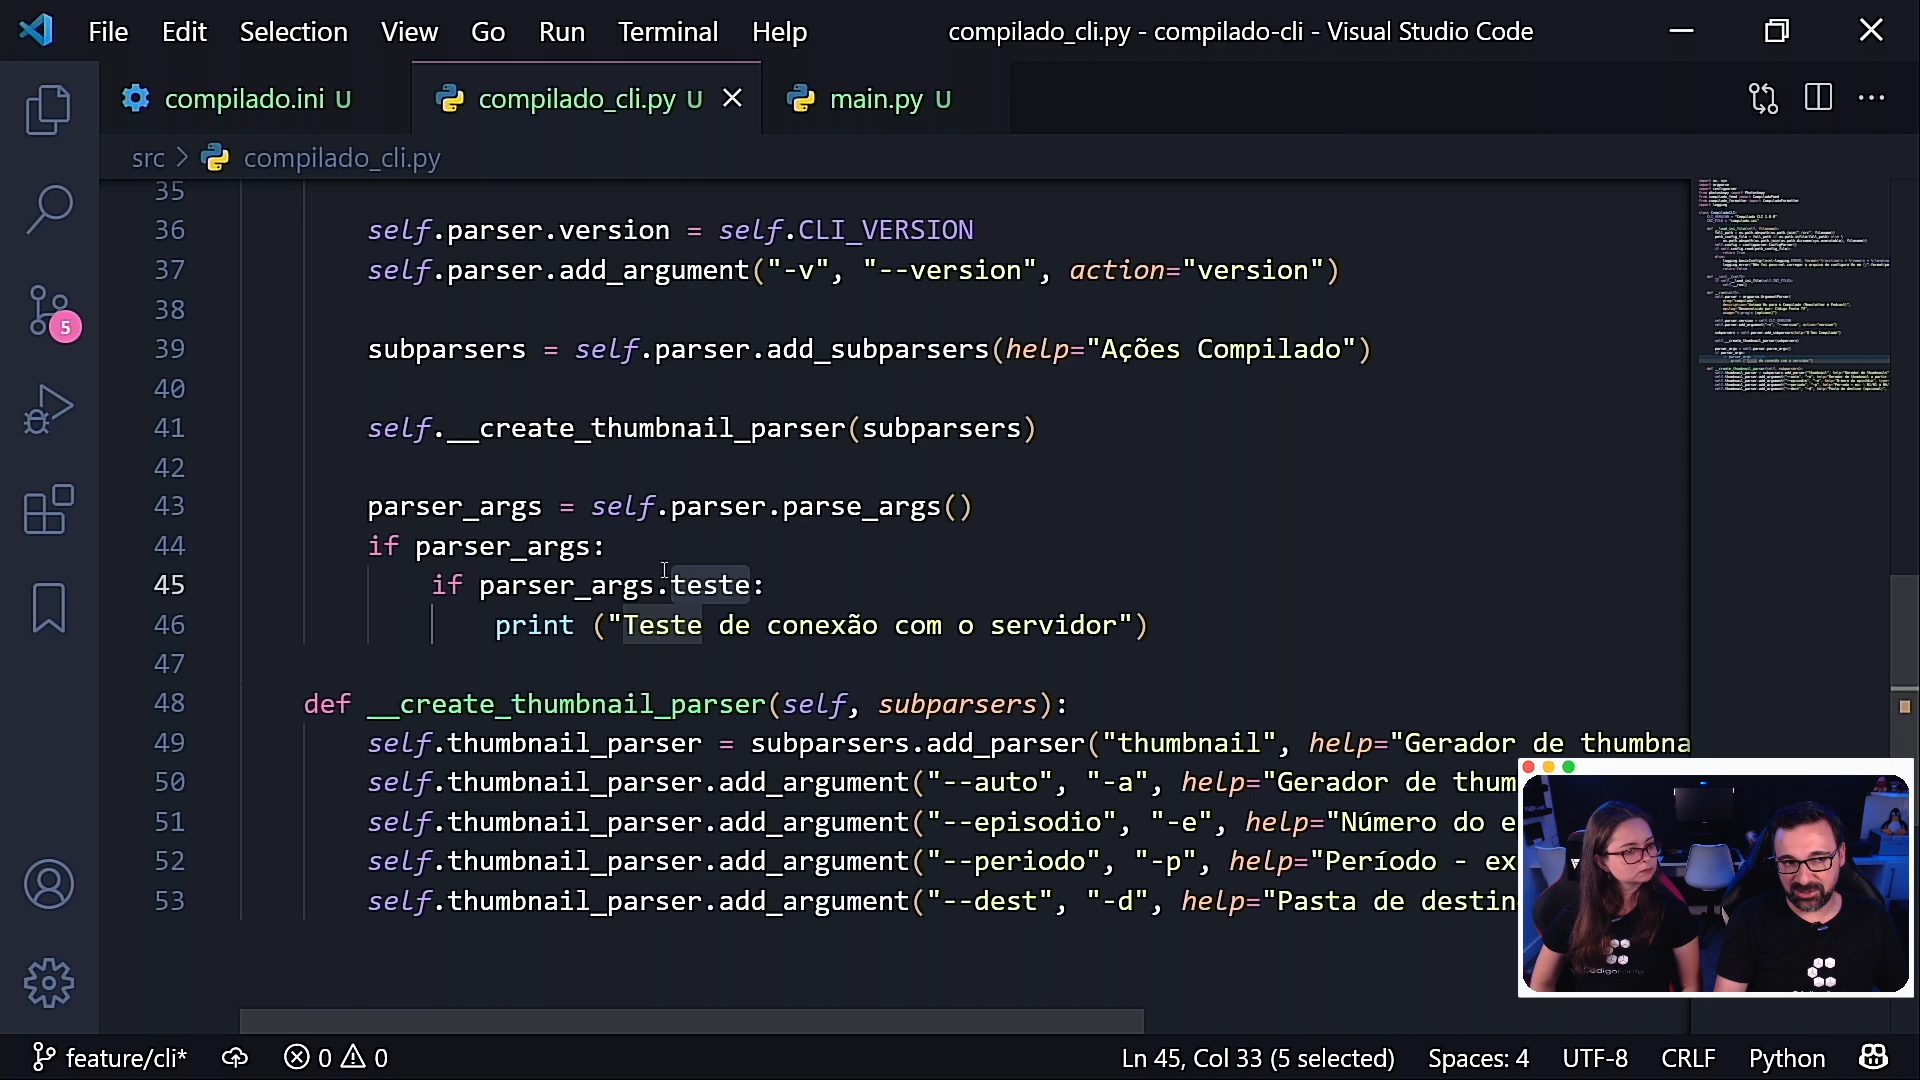 File Edit Selection View Go Run Terminal Help compilado_cli.py - compilado-cli - Visual Studio Code
compilado.ini U compilado_cli.py U main.py U
src > compilado_cli.py
35
36 self.parser.version = self.CLI_VERSION
37 self.parser.add_argument("-v", "--version", action="version")
38
39 subparsers = self.parser.add_subparsers(help="Ações Compilado")
40
41 self.__create_thumbnail_parser(subparsers)
42
43 parser_args = self.parser.parse_args()
44 if parser_args:
45 if parser_args.teste:
46 print ("Teste de conexão com o servidor")
47
48 def __create_thumbnail_parser(self, subparsers):
49 self.thumbnail_parser = subparsers.add_parser("thumbnail", help="Gerador de thumbna
50 self.thumbnail_parser.add_argument("--auto", "-a", help="Gerador de thum
51 self.thumbnail_parser.add_argument("--episodio", "-e", help="Número do e
52 self.thumbnail_parser.add_argument("--periodo", "-p", help="Período - ex
53 self.thumbnail_parser.add_argument("--dest", "-d", help="Pasta de destin
5
feature/cli* 0 0 Ln 45, Col 33 (5 selected) Spaces: 4 UTF-8 CRLF Python